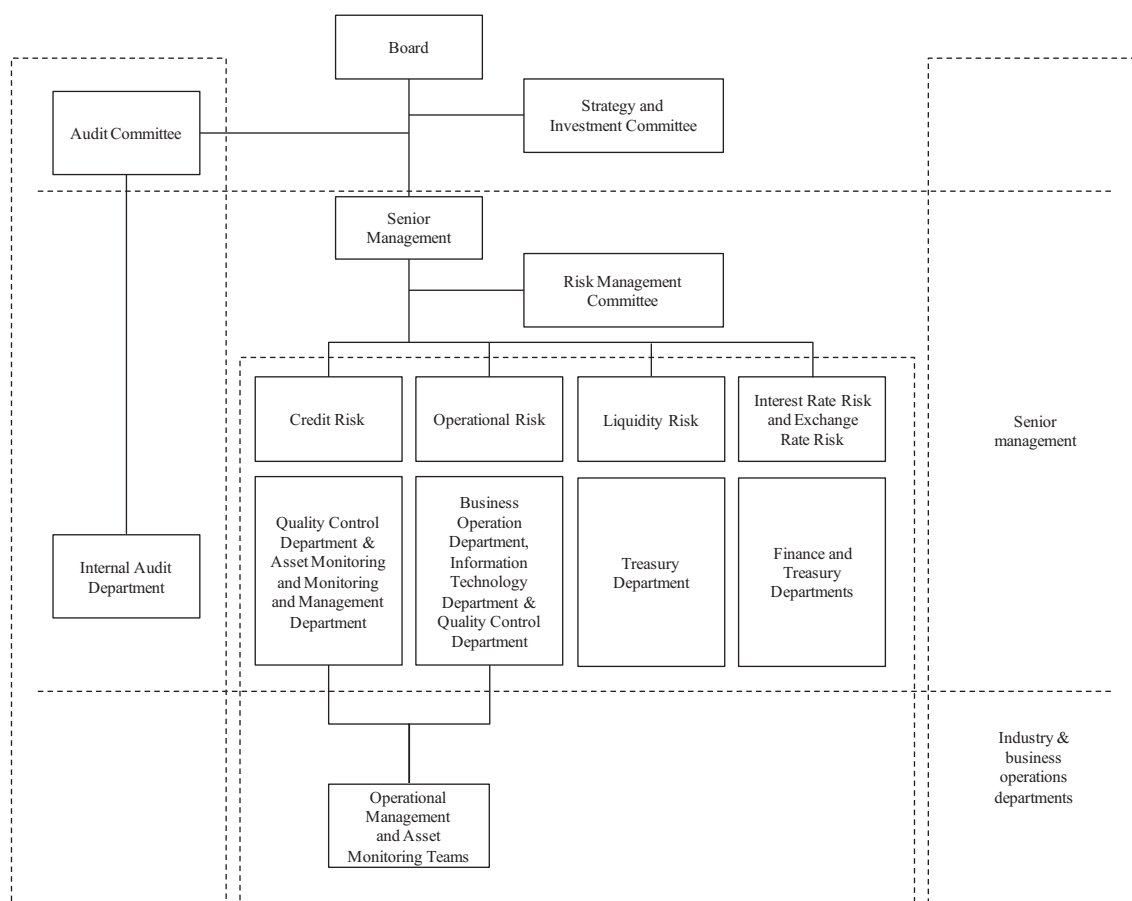 Board
Strategy and
Investment Committee
Audit Committee
Senior
Management
Risk Management
Committee
Credit Risk
Operational Risk
Liquidity Risk
Interest Rate Risk
and Exchange
Rate Risk
Senior
management
Quality Control
Department &
Asset Monitoring
and Monitoring
and Management
Department
Business
Operation
Department,
Information
Technology
Department &
Quality Control
Department
Treasury
Department
Finance and
Treasury
Departments
Internal Audit
Department
Industry &
business
operations
departments
Operational
Management
and Asset
Monitoring Teams